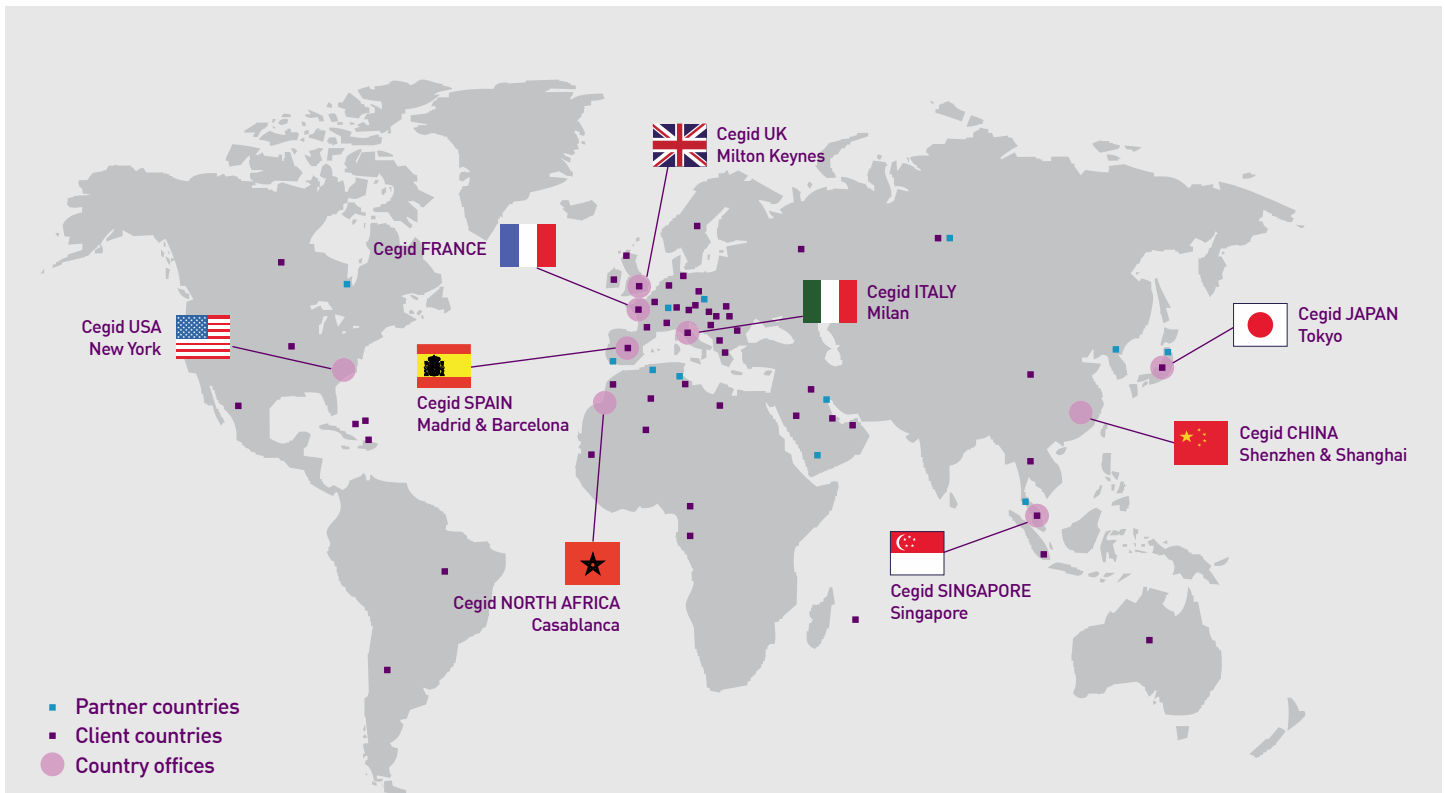 Cegid UK
Milton Keynes
Cegid FRANCE
Cegid ITALY
Milan
Cegid USA
New York
Cegid JAPAN
Tokyo
Cegid SPAIN
Madrid & Barcelona
Cegid CHINA
Shenzhen & Shanghai
Cegid NORTH AFRICA
Casablanca
Cegid SINGAPORE
Singapore
Partner countries
Client countries
Country offices